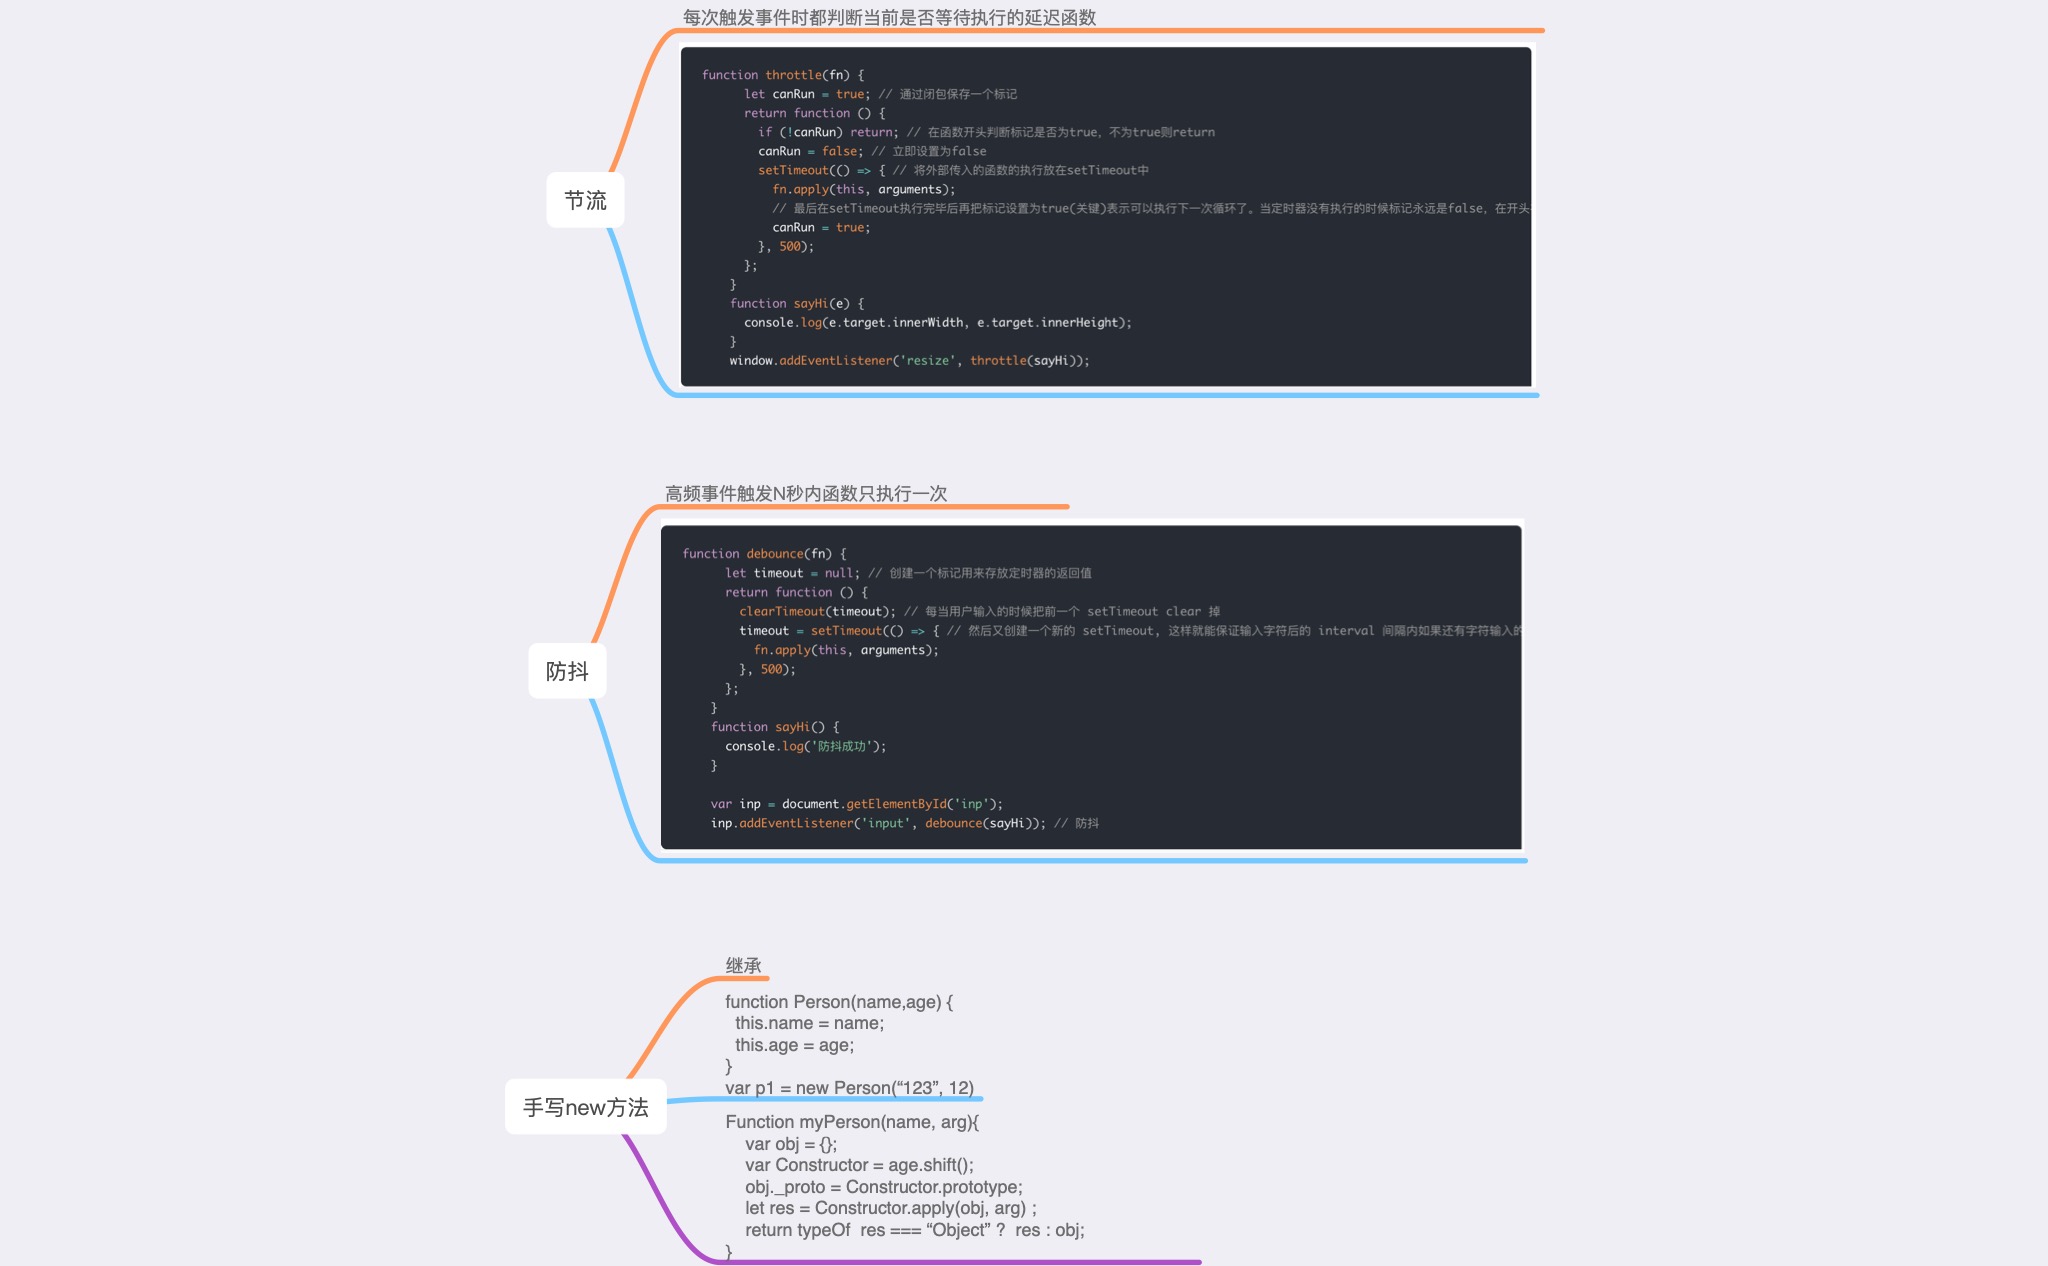 每次触发事件时都判断当前是否等待执行的延迟函数
function throttle(fn) {
let canRun = true; // 通过闭包保存一个标记
return function () {
if (!canRun) return; // 在函数开头判断标记是否为true，不为true则return
canRun = false; // 立即设置为false
setTimeout(() => { // 将外部传入的函数的执行放在setTimeout中
fn.apply(this, arguments);
// 最后在setTimeout执行完毕后再把标记设置为true(关键)表示可以执行下一次循环了。当定时器没有执行的时候标记永远是false，在开头
canRun = true;
}, 500);
};
}
function sayHi(e) {
console.log(e.target.innerWidth, e.target.innerHeight);
}
window.addEventListener('resize', throttle(sayHi));
节流
高频事件触发N秒内函数只执行一次
function debounce(fn) {
let timeout = null; // 创建一个标记用来存放定时器的返回值
return function () {
clearTimeout(timeout); // 每当用户输入的时候把前一个 setTimeout clear 掉
timeout = setTimeout(() => { // 然后又创建一个新的 setTimeout, 这样就能保证输入字符后的 interval 间隔内如果还有字符输入的
fn.apply(this, arguments);
}, 500);
};
}
function sayHi() {
console.log('防抖成功');
}
var inp = document.getElementById('inp');
inp.addEventListener('input', debounce(sayHi)); // 防抖
防抖
继承
function Person(name,age) {
this.name = name;
this.age = age;
}
var p1 = new Person(“123”, 12)
手写new方法
Function myPerson(name, arg){
var obj = {};
var Constructor = age.shift();
obj._proto = Constructor.prototype;
let res = Constructor.apply(obj, arg) ;
return typeOf  res === “Object” ?  res : obj;
}